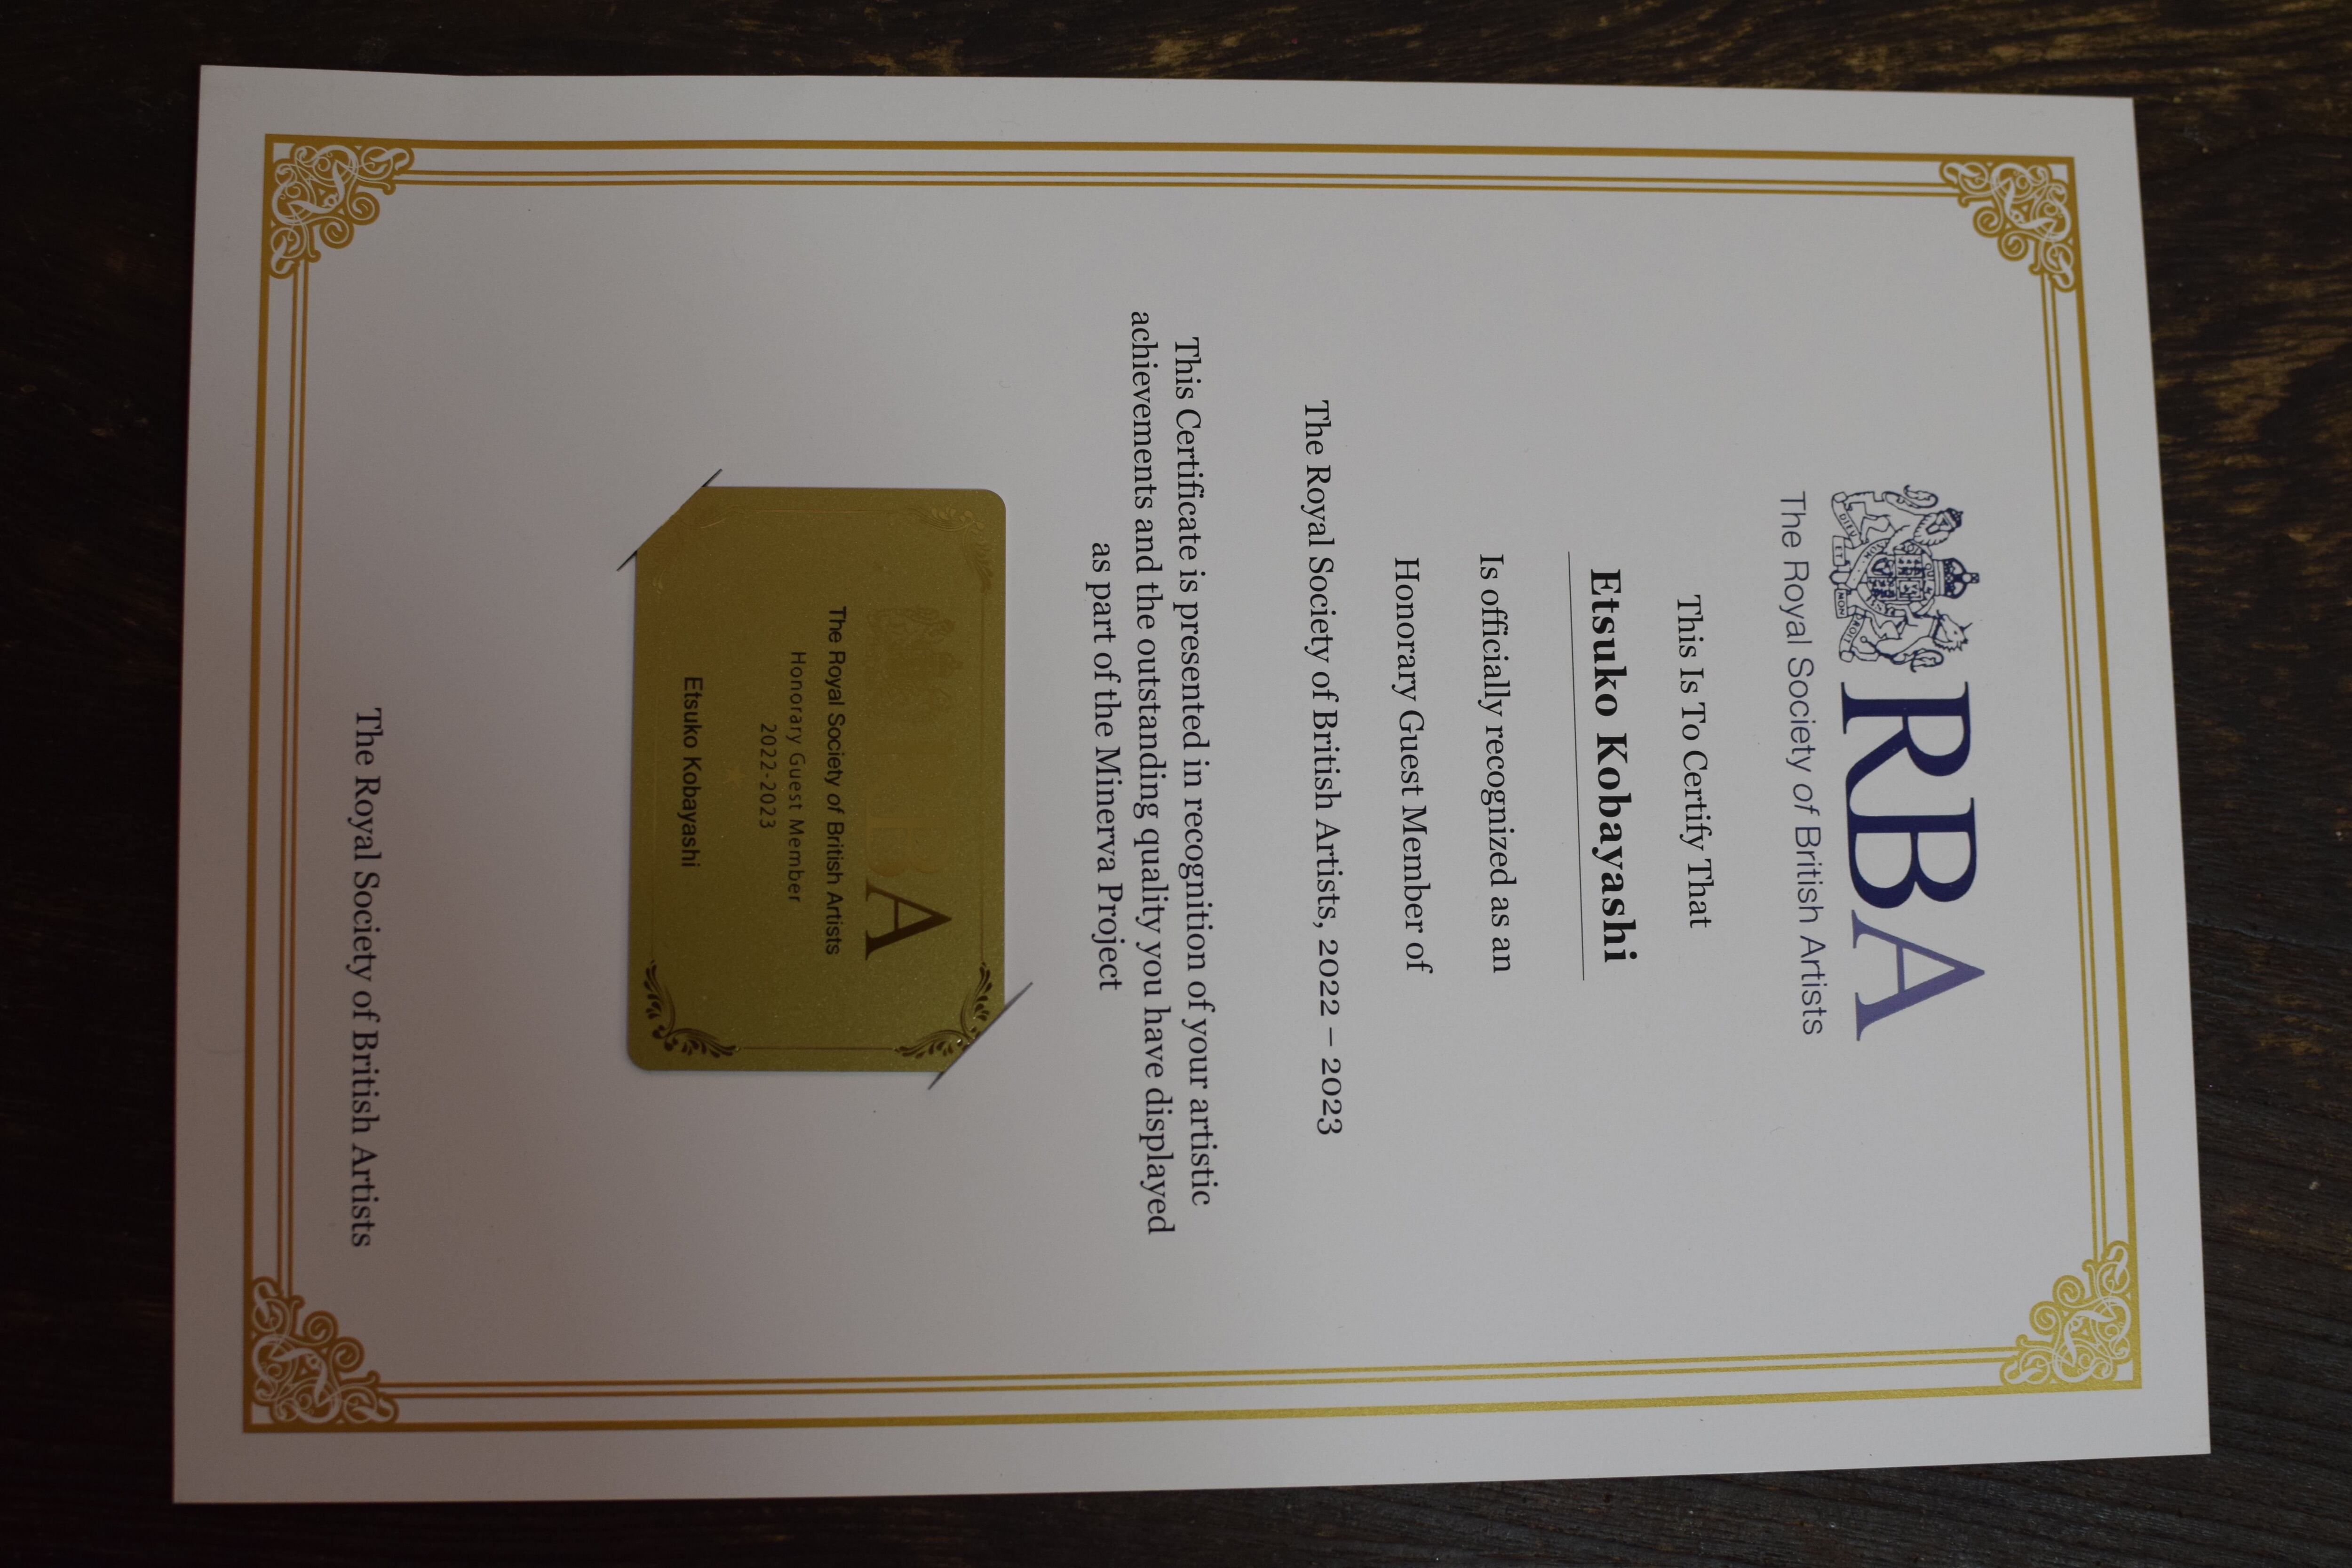 RBA
The Royal Society of British Artists
This Is To Certify That
Etsuko Kobayashi
Is officially recognized as an
Honorary Guest Member of
The Royal Society of British Artists, 2022 – 2023
This Certificate is presented in recognition of your artistic
achievements and the outstanding quality you have displayed
as part of the Minerva Project
RBA
The Royal Society of British Artists
Honorary Guest Member
2022-2023
Etsuko Kobayashi
The Royal Society of British Artists